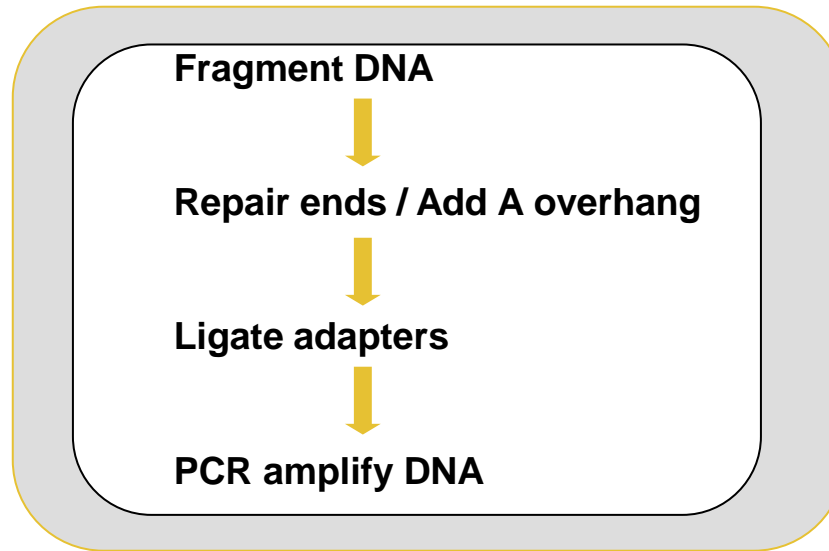 Fragment DNA
Repair ends / Add A overhang
Ligate adapters
PCR amplify DNA